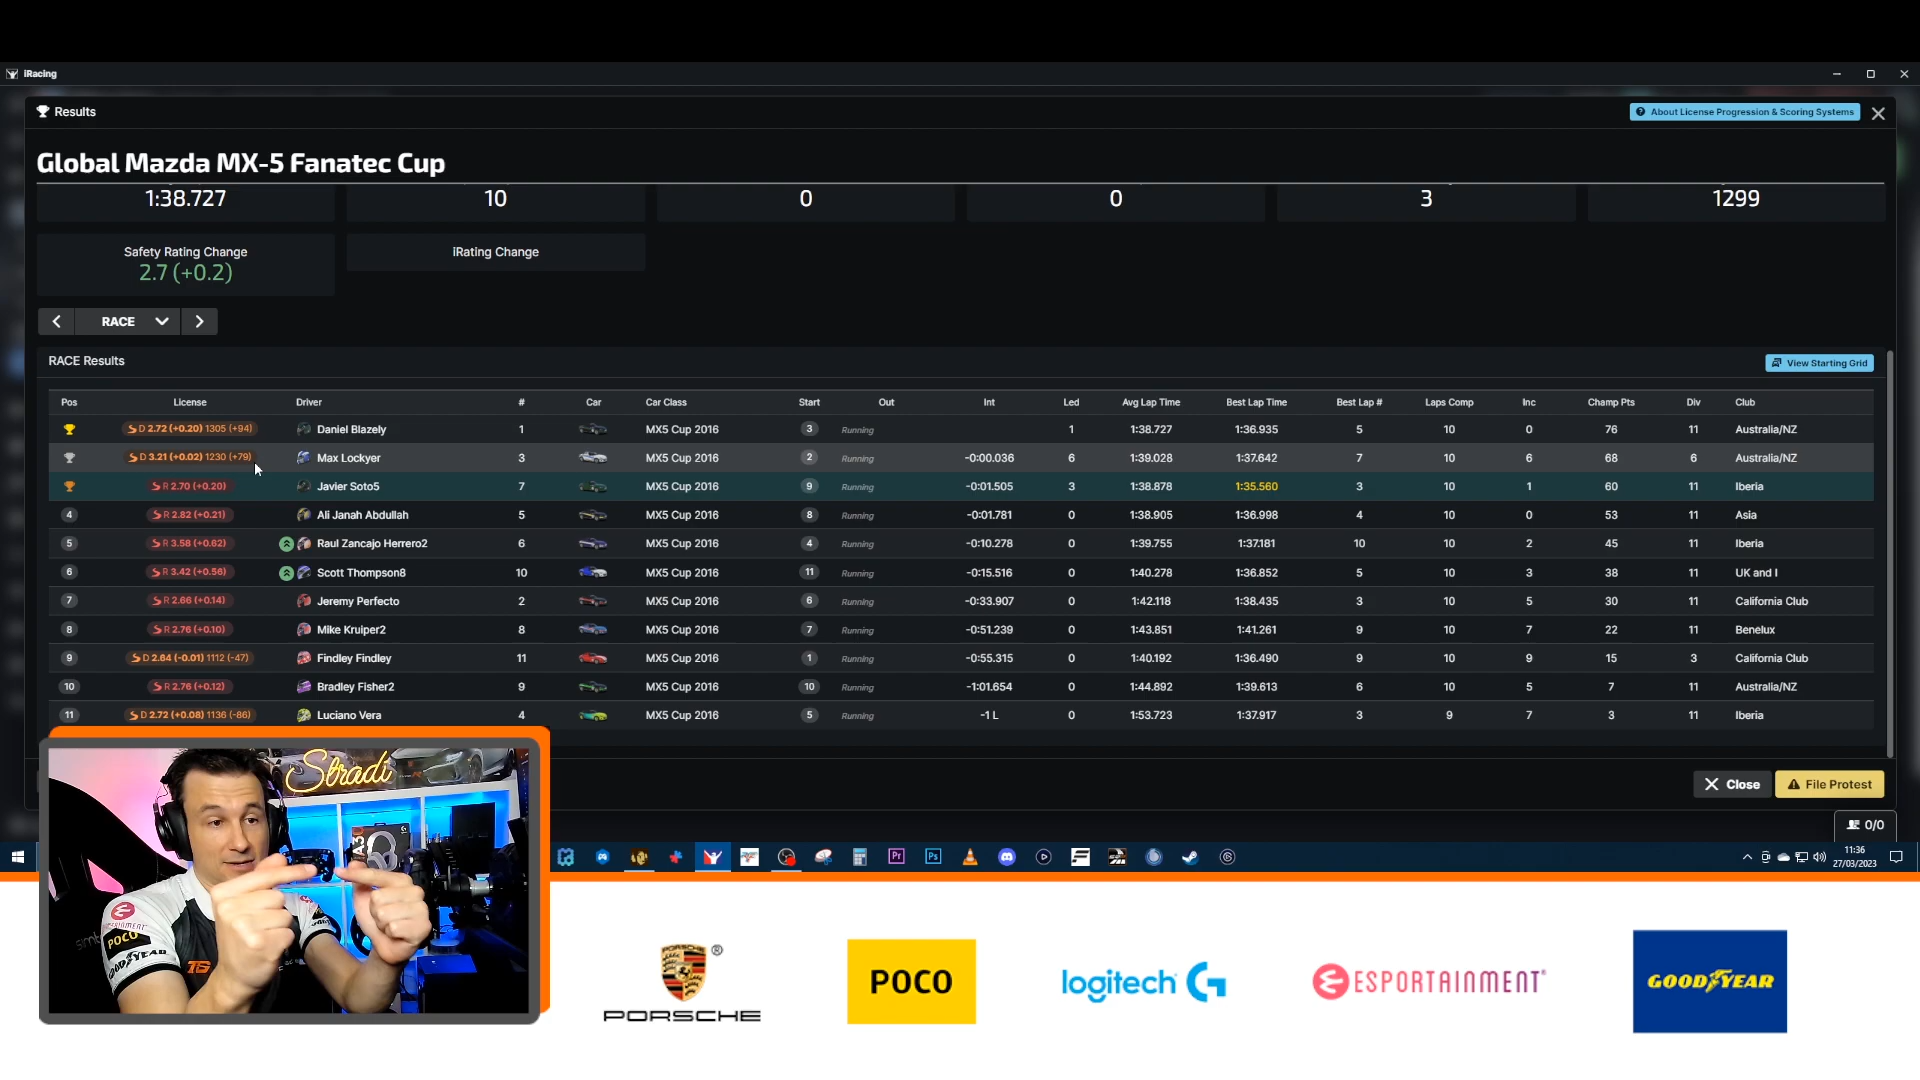 iRacing
Results
About License Progression & Scoring Systems
Global Mazda MX-5 Fanatec Cup
1:38.727 10 0 0 3 1299
Safety Rating Change
2.7 (+0.2)
iRating Change
RACE
RACE Results
View Starting Grid
Pos License Driver # Car Car Class Start Out Int Led Avg Lap Time Best Lap Time Best Lap # Laps Comp Inc Champ Pts Div Club
D 2.72 (+0.20) 1305 (+94) Daniel Blazely 1 MX5 Cup 2016 3 Running 1 1:38.727 1:36.935 5 10 0 76 11 Australia/NZ
D 3.21 (+0.02) 1230 (+79) Max Lockyer 3 MX5 Cup 2016 2 Running -0:00.036 6 1:39.028 1:37.642 7 10 6 68 6 Australia/NZ
R 2.70 (+0.20) Javier Soto5 7 MX5 Cup 2016 9 Running -0:01.505 3 1:38.878 1:35.560 3 10 1 60 11 Iberia
4 R 2.82 (+0.21) Ali Janah Abdullah 5 MX5 Cup 2016 8 Running -0:01.781 0 1:38.905 1:36.998 4 10 0 53 11 Asia
5 R 3.58 (+0.62) Raul Zancajo Herrero2 6 MX5 Cup 2016 4 Running -0:10.278 0 1:39.755 1:37.181 10 10 2 45 11 Iberia
6 R 3.42 (+0.56) Scott Thompson8 10 MX5 Cup 2016 11 Running -0:15.516 0 1:40.278 1:36.852 5 10 3 38 11 UK and I
7 R 2.66 (+0.14) Jeremy Perfecto 2 MX5 Cup 2016 6 Running -0:33.907 0 1:42.118 1:38.435 3 10 5 30 11 California Club
8 R 2.76 (+0.10) Mike Kruiper2 8 MX5 Cup 2016 7 Running -0:51.239 0 1:43.851 1:41.261 9 10 7 22 11 Benelux
9 D 2.64 (-0.01) 1112 (-47) Findley Findley 11 MX5 Cup 2016 1 Running -0:55.315 0 1:40.192 1:36.490 9 10 9 15 3 California Club
10 R 2.76 (+0.12) Bradley Fisher2 9 MX5 Cup 2016 10 Running -1:01.654 0 1:44.892 1:39.613 6 10 5 7 11 Australia/NZ
11 D 2.72 (+0.08) 1136 (-86) Luciano Vera 4 MX5 Cup 2016 5 Running -1 L 0 1:53.723 1:37.917 3 9 7 3 11 Iberia
Close
File Protest
0/0
11:36
27/03/2023
Pr
Ps
Stradi
A3
POCO
GOODYEAR
TG
PORSCHE
PORSCHE
POCO
logitech G
ESPORTAINMENT
GOODYEAR